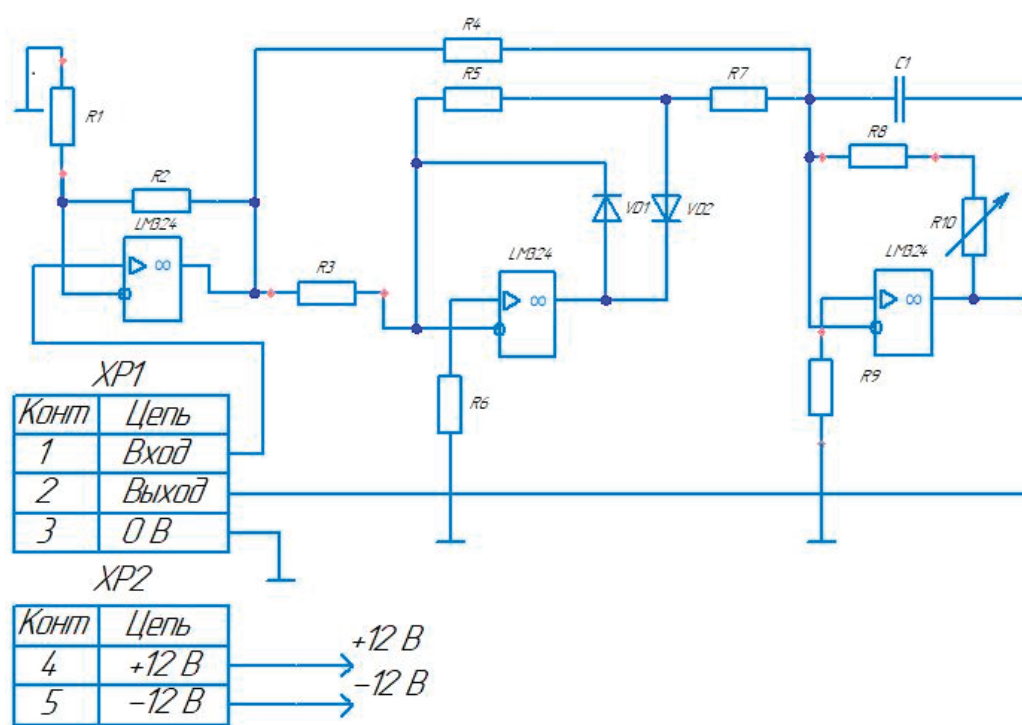 R4
R5
R7
C1
R1
R8
R2
VD1
VD2
R10
LM324
∞
R3
LM324
∞
LM324
∞
R6
R9
XP1
Конт Цепь
1 Вход
2 Выход
3 0 В
XP2
Конт Цепь
4 +12 В
5 -12 В
+12 В
-12 В